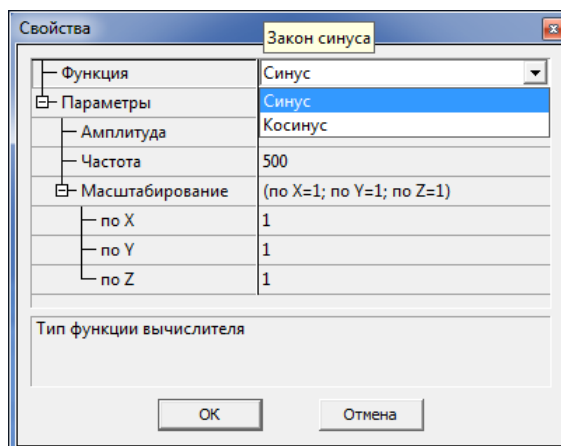 Свойства
Закон синуса
Функция Синус
Параметры Синус
Косинус
Амплитуда
Частота 500
Масштабирование (по X=1; по Y=1; по Z=1)
по X 1
по Y 1
по Z 1
Тип функции вычислителя
OK Отмена